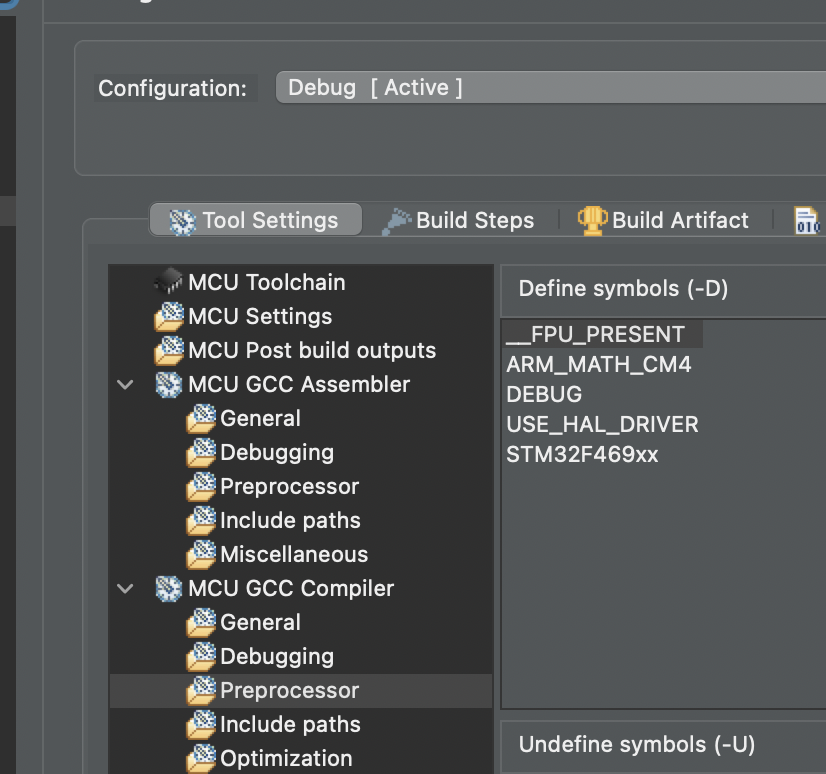 Configuration:
Debug [ Active ]
Tool Settings
Build Steps
Build Artifact
MCU Toolchain
MCU Settings
MCU Post build outputs
MCU GCC Assembler
General
Debugging
Preprocessor
Include paths
Miscellaneous
MCU GCC Compiler
General
Debugging
Preprocessor
Include paths
Optimization
Define symbols (-D)
__FPU_PRESENT
ARM_MATH_CM4
DEBUG
USE_HAL_DRIVER
STM32F469xx
Undefine symbols (-U)